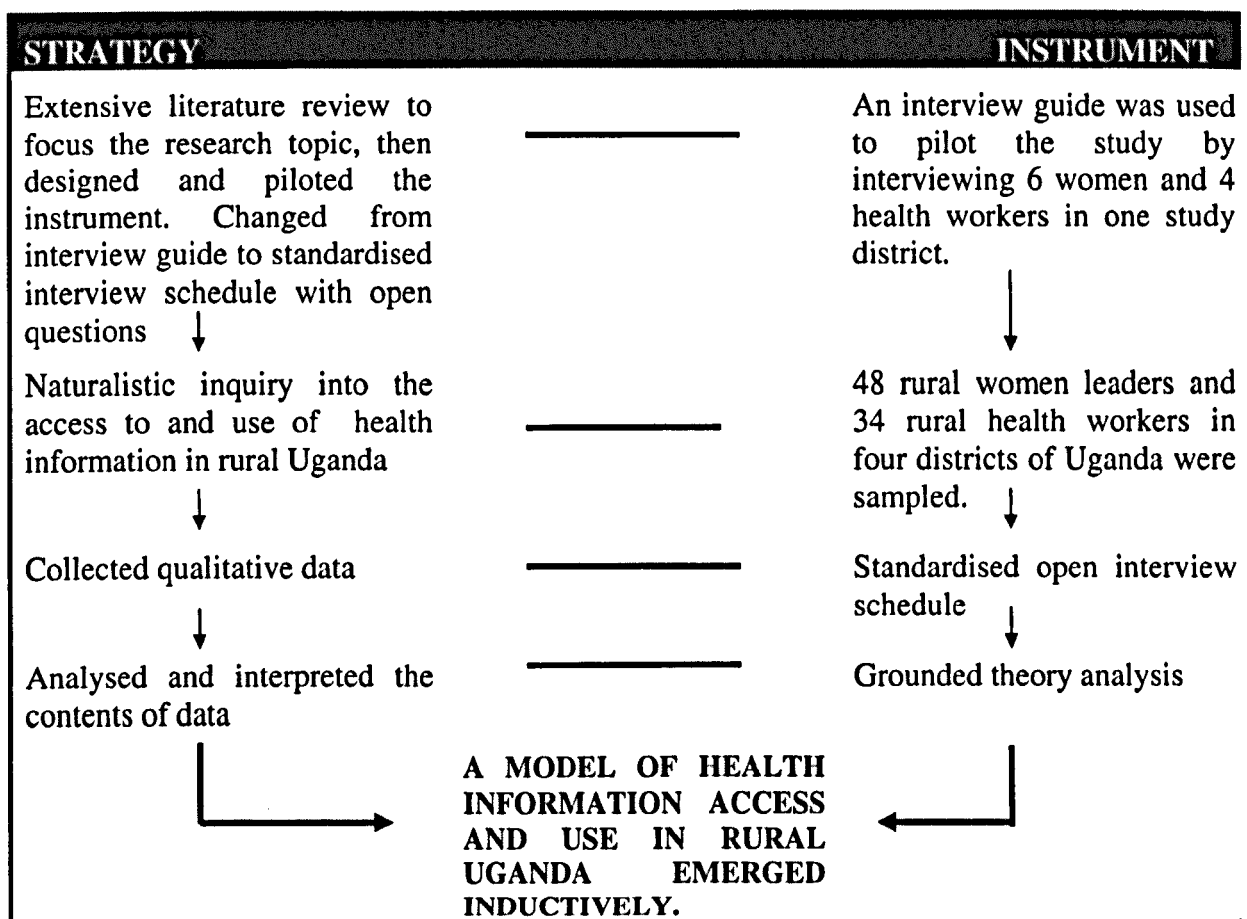 STRATEGY INSTRUMENT
Extensive literature review to
focus the research topic, then
designed and piloted the
instrument. Changed from
interview guide to standardised
interview schedule with open
questions
An interview guide was used
to pilot the study by
interviewing 6 women and 4
health workers in one study
district.
Naturalistic inquiry into the
access to and use of health
information in rural Uganda
48 rural women leaders and
34 rural health workers in
four districts of Uganda were
sampled.
Collected qualitative data
Standardised open interview
schedule
Analysed and interpreted the
contents of data
Grounded theory analysis
A MODEL OF HEALTH
INFORMATION ACCESS
AND USE IN RURAL
UGANDA EMERGED
INDUCTIVELY.